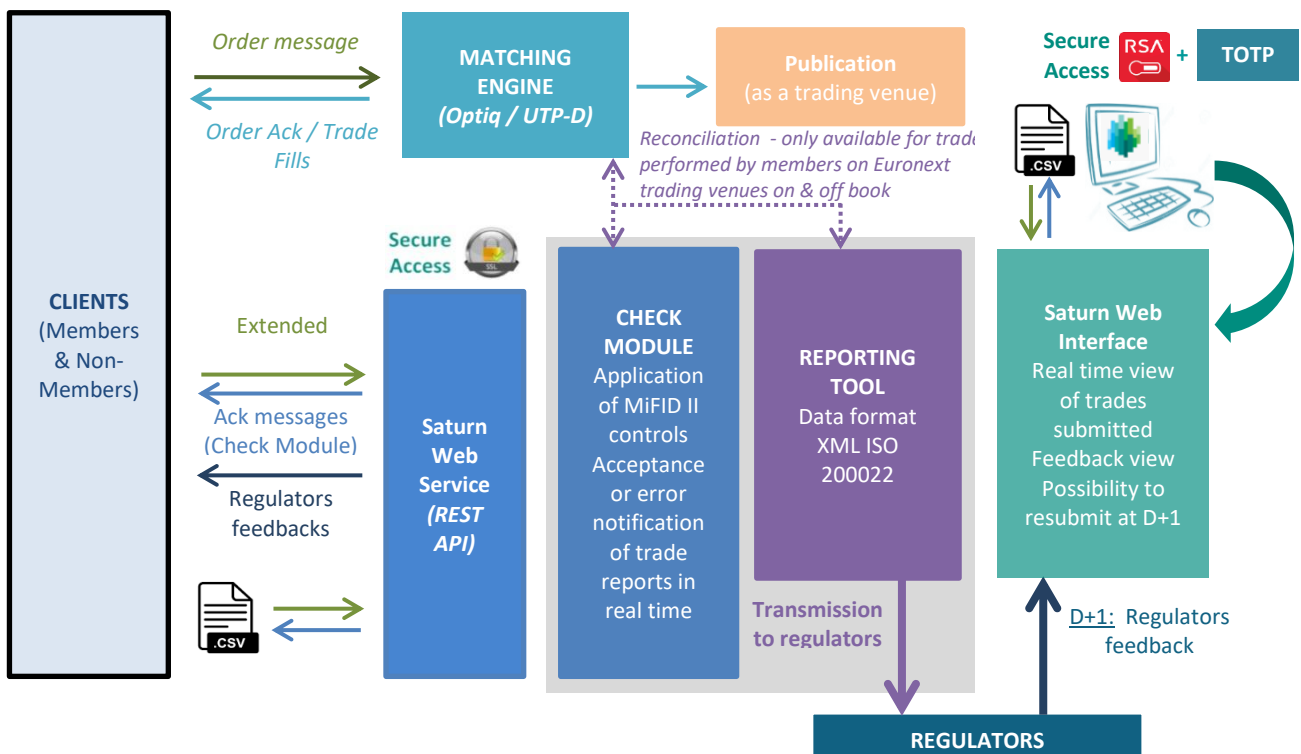 Order message
Order Ack / Trade
Fills
MATCHING
ENGINE
(Optiq / UTP-D)
Publication
(as a trading venue)
Secure
Access
RSA
+
TOTP
Reconciliation - only available for trade
performed by members on Euronext
trading venues on & off book
.CSV
CLIENTS
(Members
& Non-
Members)
Secure
Access
SSL
Extended
Ack messages
(Check Module)
Regulators
feedbacks
.CSV
Saturn
Web
Service
(REST
API)
CHECK
MODULE
Application
of MiFID II
controls
Acceptance
or error
notification
of trade
reports in
real time
REPORTING
TOOL
Data format
XML ISO
200022
Transmission
to regulators
Saturn Web
Interface
Real time view
of trades
submitted
Feedback view
Possibility to
resubmit at D+1
D+1: Regulators
feedback
REGULATORS